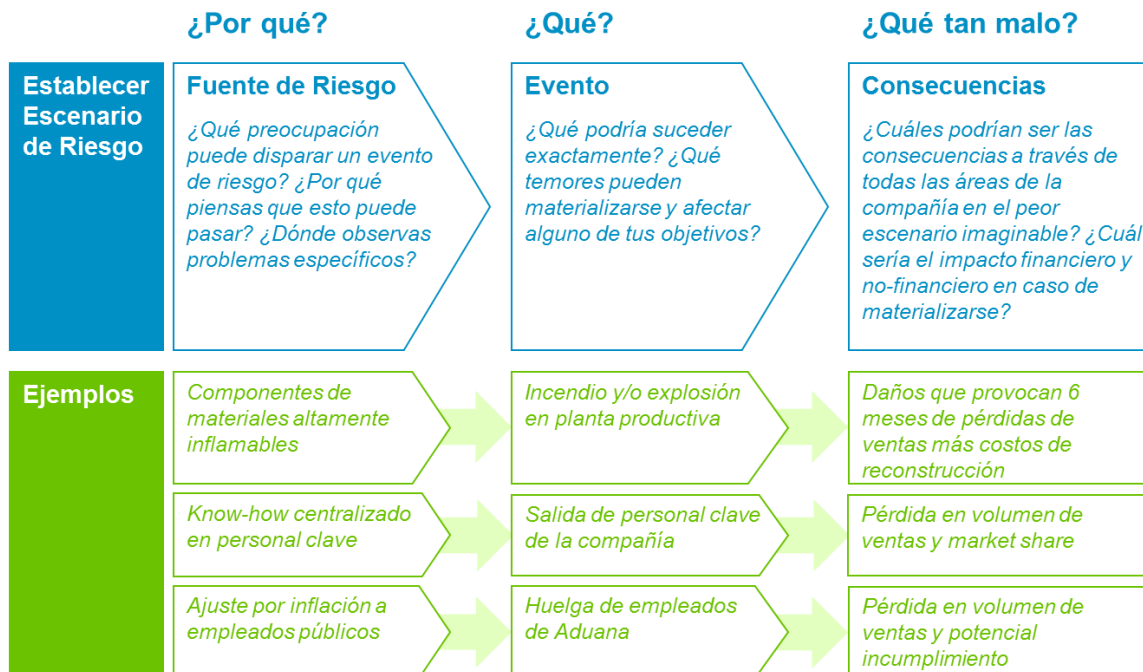 ¿Por qué?
¿Qué?
¿Qué tan malo?
Establecer
Escenario
de Riesgo
Fuente de Riesgo
¿Qué preocupación
puede disparar un evento
de riesgo? ¿Por qué
piensas que esto puede
pasar? ¿Dónde observas
problemas específicos?
Evento
¿Qué podría suceder
exactamente? ¿Qué
temores pueden
materializarse y afectar
alguno de tus objetivos?
Consecuencias
¿Cuáles podrían ser las
consecuencias a través de
todas las áreas de la
compañía en el peor
escenario imaginable? ¿Cuál
sería el impacto financiero y
no-financiero en caso de
materializarse?
Ejemplos
Componentes de
materiales altamente
inflamables
Incendio y/o explosión
en planta productiva
Daños que provocan 6
meses de pérdidas de
ventas más costos de
reconstrucción
Know-how centralizado
en personal clave
Salida de personal clave
de la compañía
Pérdida en volumen de
ventas y market share
Ajuste por inflación a
empleados públicos
Huelga de empleados
de Aduana
Pérdida en volumen de
ventas y potencial
incumplimiento